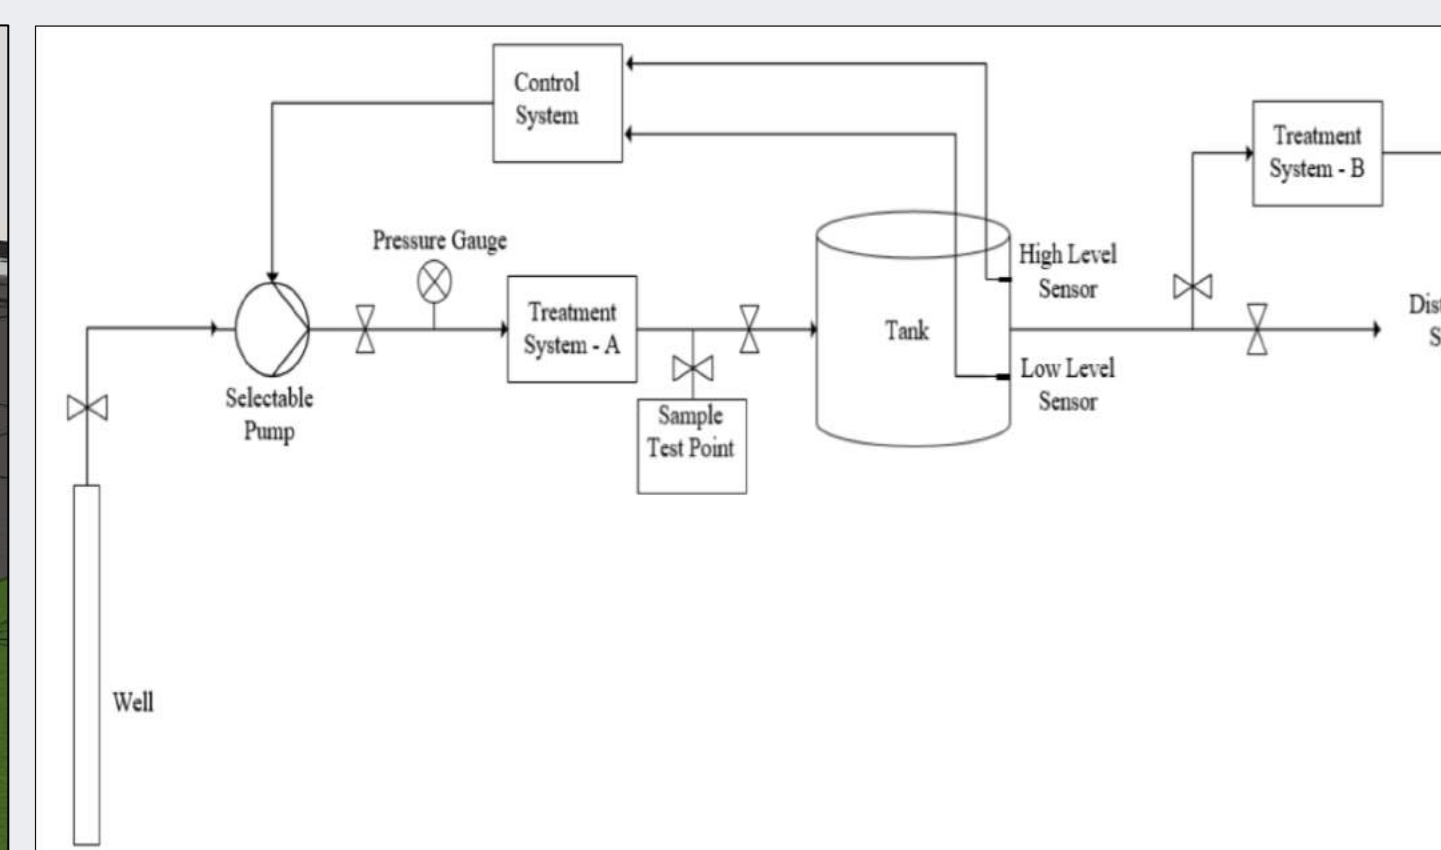 Control
System
Treatment
System - B
Pressure Gauge
High Level
Sensor
Treatment
System - A
Tank
Low Level
Sensor
Selectable
Pump
Sample
Test Point
Well